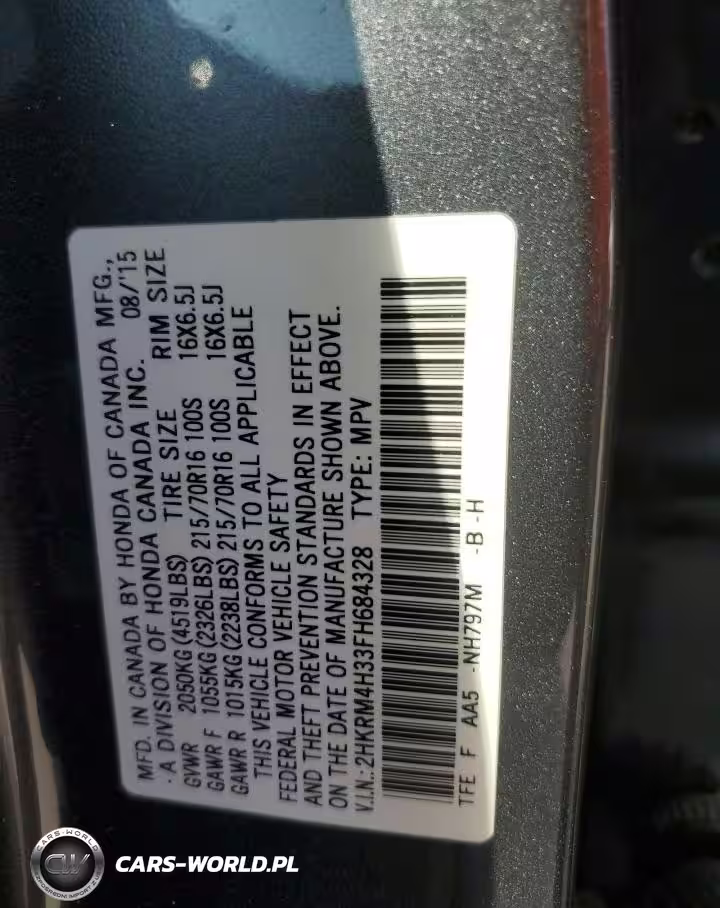 MFD. IN CANADA BY HONDA OF CANADA MFG.,
A DIVISION OF HONDA CANADA INC. 08/'15
GVWR 2050KG (4519LBS) TIRE SIZE RIM SIZE
GAWR F 1055KG (2326LBS) 215/70R16 100S 16X6.5J
GAWR R 1015KG (2238LBS) 215/70R16 100S 16X6.5J
THIS VEHICLE CONFORMS TO ALL APPLICABLE
FEDERAL MOTOR VEHICLE SAFETY
AND THEFT PREVENTION STANDARDS IN EFFECT
ON THE DATE OF MANUFACTURE SHOWN ABOVE.
V.I.N.: 2HKRM4H33FH684328 TYPE: MPV
TFE F AA5 -NH797M -B -H
CARS-WORLD
CW
CARS-WORLD.PL